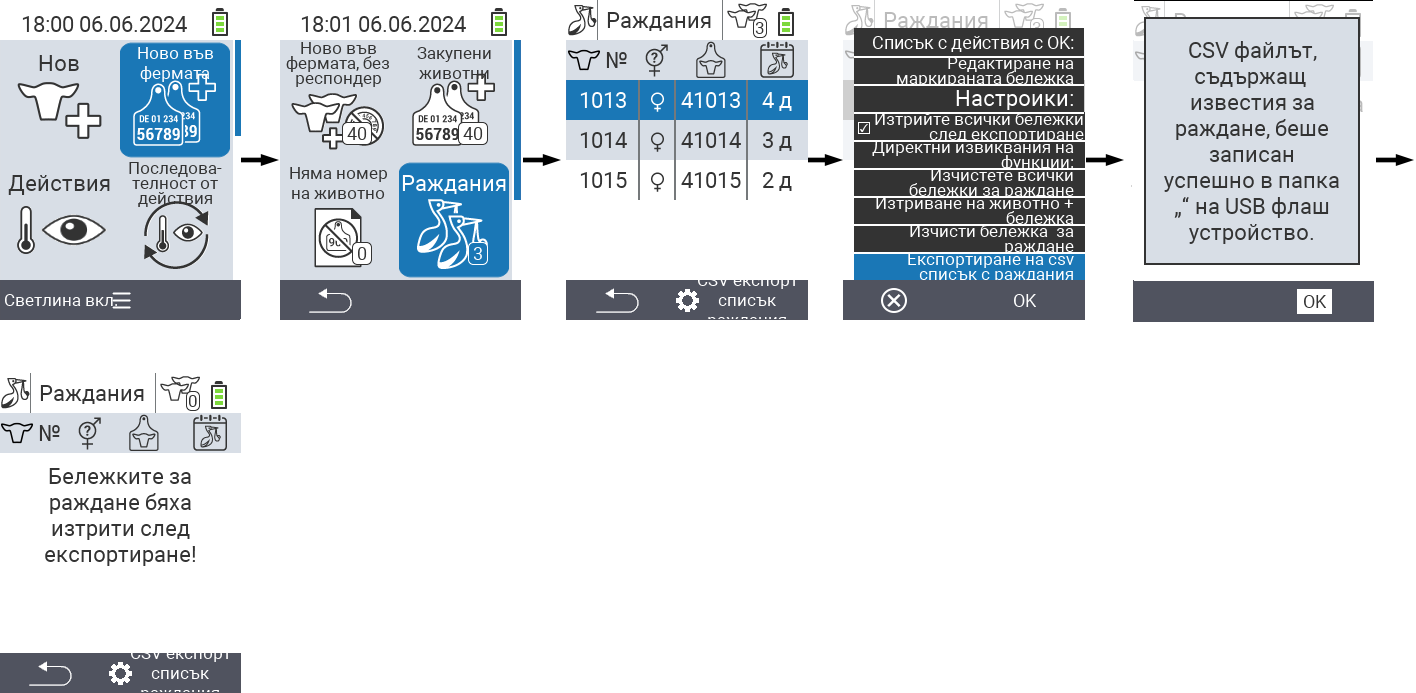 18:00 06.06.2024
Нов
Ново във
фермата
DE 01 234
234
56789
89
Действия
Последова-
телност от
действия
Светлина вкл.
18:01 06.06.2024
Ново във
фермата, без
респондер
40
Закупени
животни
DE 01 234
234
56789
40
Няма номер
на животно
0
Раждания
3
Раждания
3
№
1013 41013 4 д
1014 41014 3 д
1015 41015 2 д
CSV експорт
списък
раждания
Раждания
Списък с действия с OK:
Редактиране на
маркираната бележка
Настроики:
Изтрийте всички бележки
след експортиране
Директни извиквания на
функции:
Изчистете всички
бележки за раждане
Изтриване на животно +
бележка
Изчисти бележка за
раждане
Експортиране на csv
списък с раждания
OK
CSV файлът,
съдържащ
известия за
раждане, беше
записан
успешно в папка
„“ на USB флаш
устройство.
OK
Раждания
0
№
Бележките за
раждане бяха
изтрити след
експортиране!
CSV експорт
списък
раждания